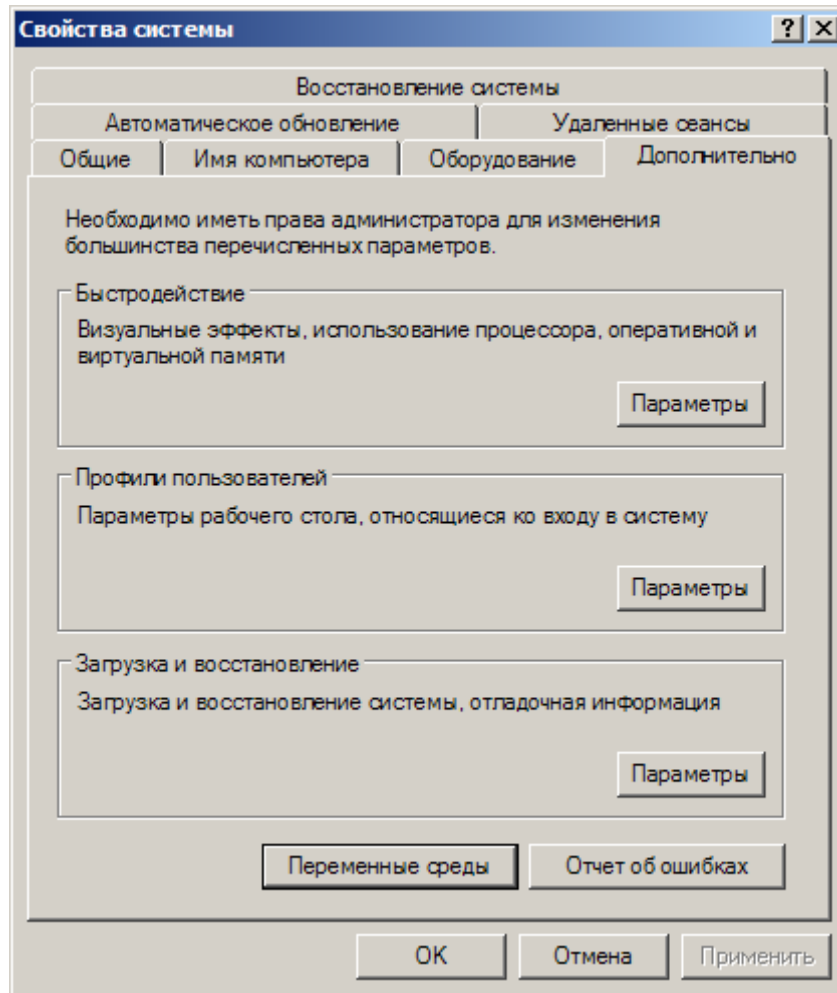 Свойства системы
Восстановление системы
Автоматическое обновление Удаленные сеансы
Общие Имя компьютера Оборудование Дополнительно
Необходимо иметь права администратора для изменения
большинства перечисленных параметров.
Быстродействие
Визуальные эффекты, использование процессора, оперативной и
виртуальной памяти
Параметры
Профили пользователей
Параметры рабочего стола, относящиеся ко входу в систему
Параметры
Загрузка и восстановление
Загрузка и восстановление системы, отладочная информация
Параметры
Переменные среды Отчет об ошибках
OK Отмена Применить